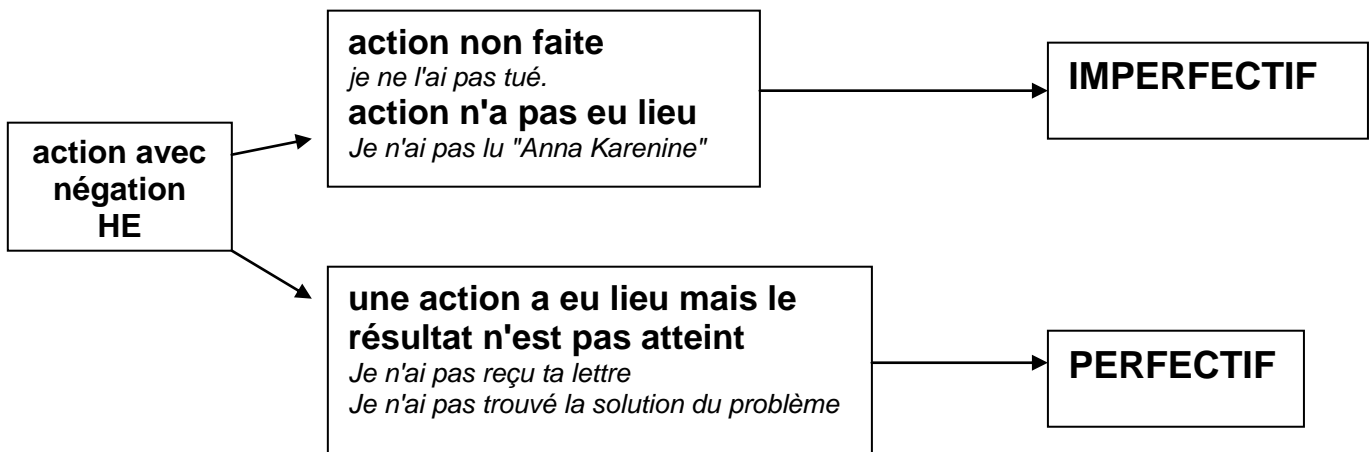 action avec
négation
HE
action non faite
je ne l'ai pas tué.
action n'a pas eu lieu
Je n'ai pas lu "Anna Karenine"
IMPERFECTIF
une action a eu lieu mais le
résultat n'est pas atteint
Je n'ai pas reçu ta lettre
Je n'ai pas trouvé la solution du problème
PERFECTIF